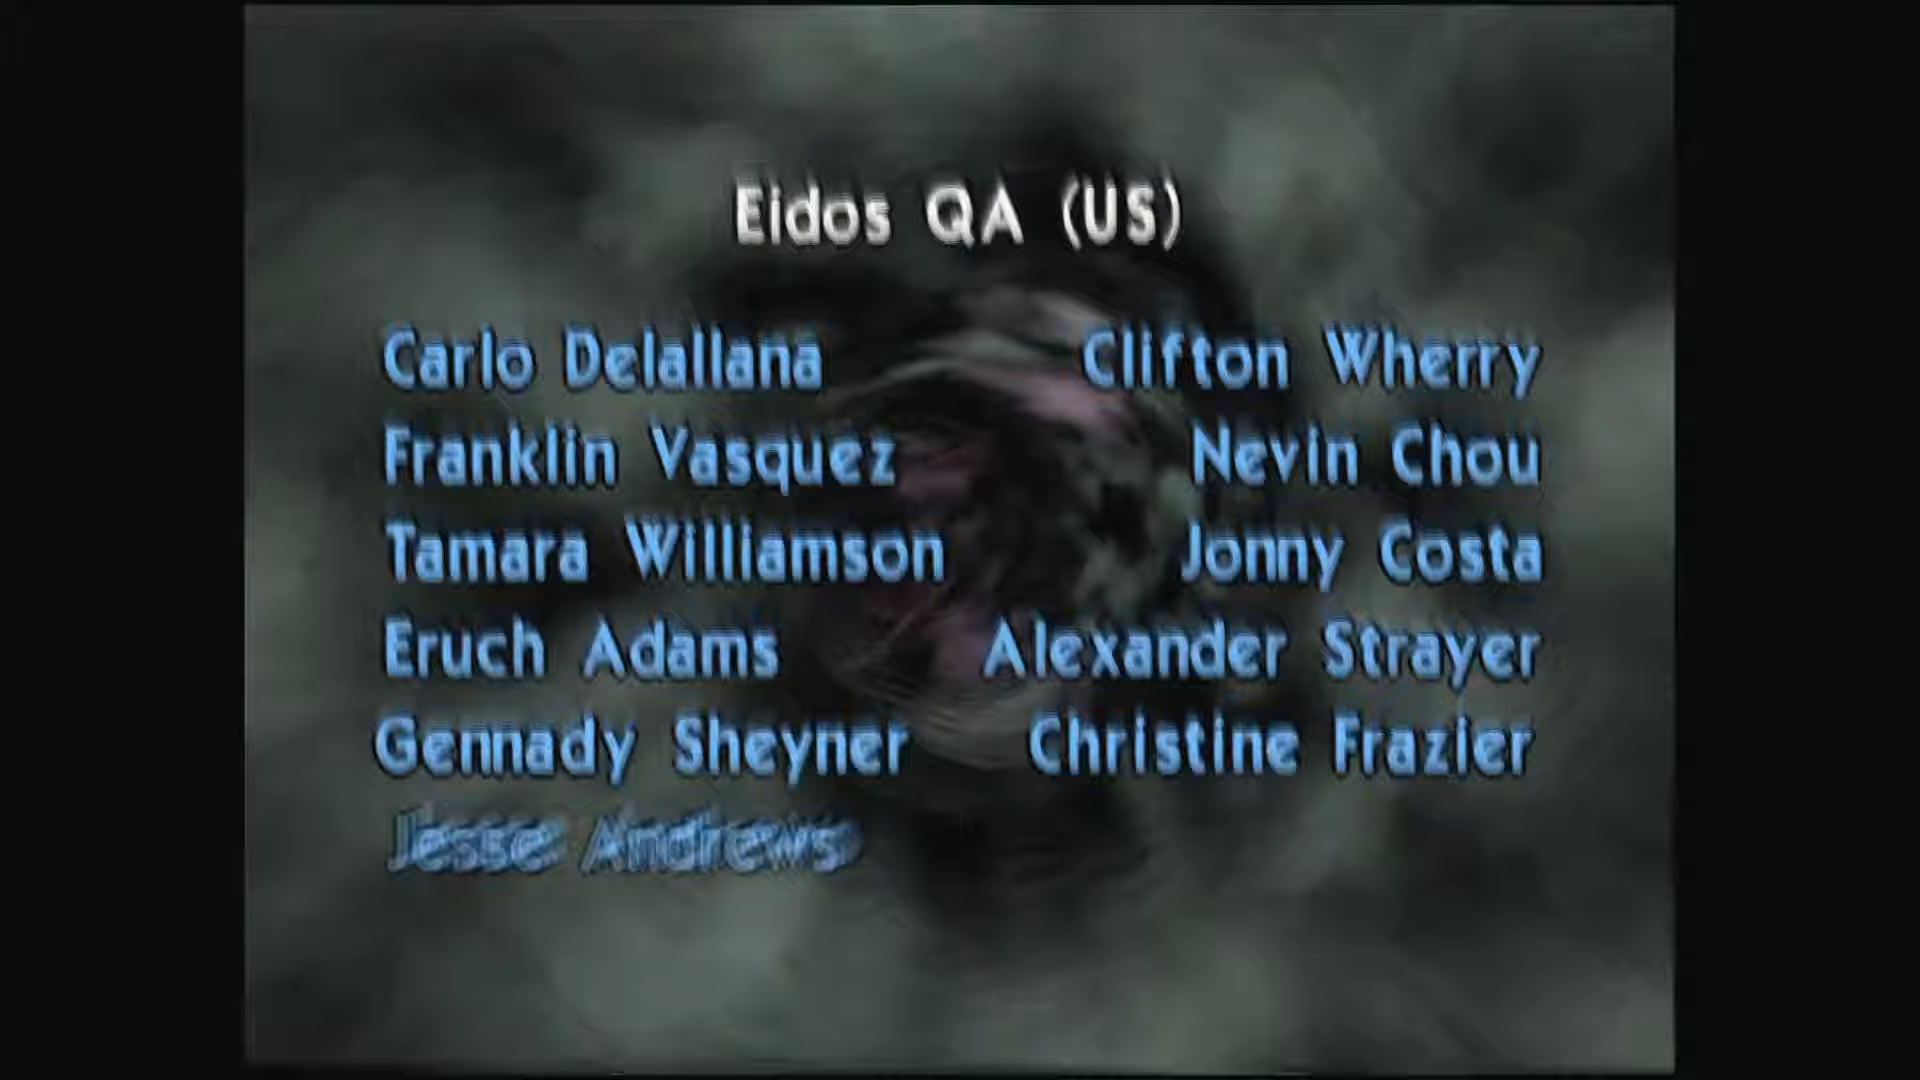 Eidos QA (US)
Carlo Delallana Clifton Wherry
Franklin Vasquez Nevin Chou
Tamara Williamson Jonny Costa
Eruch Adams Alexander Strayer
Gennady Sheyner Christine Frazier
Jesse Andrews